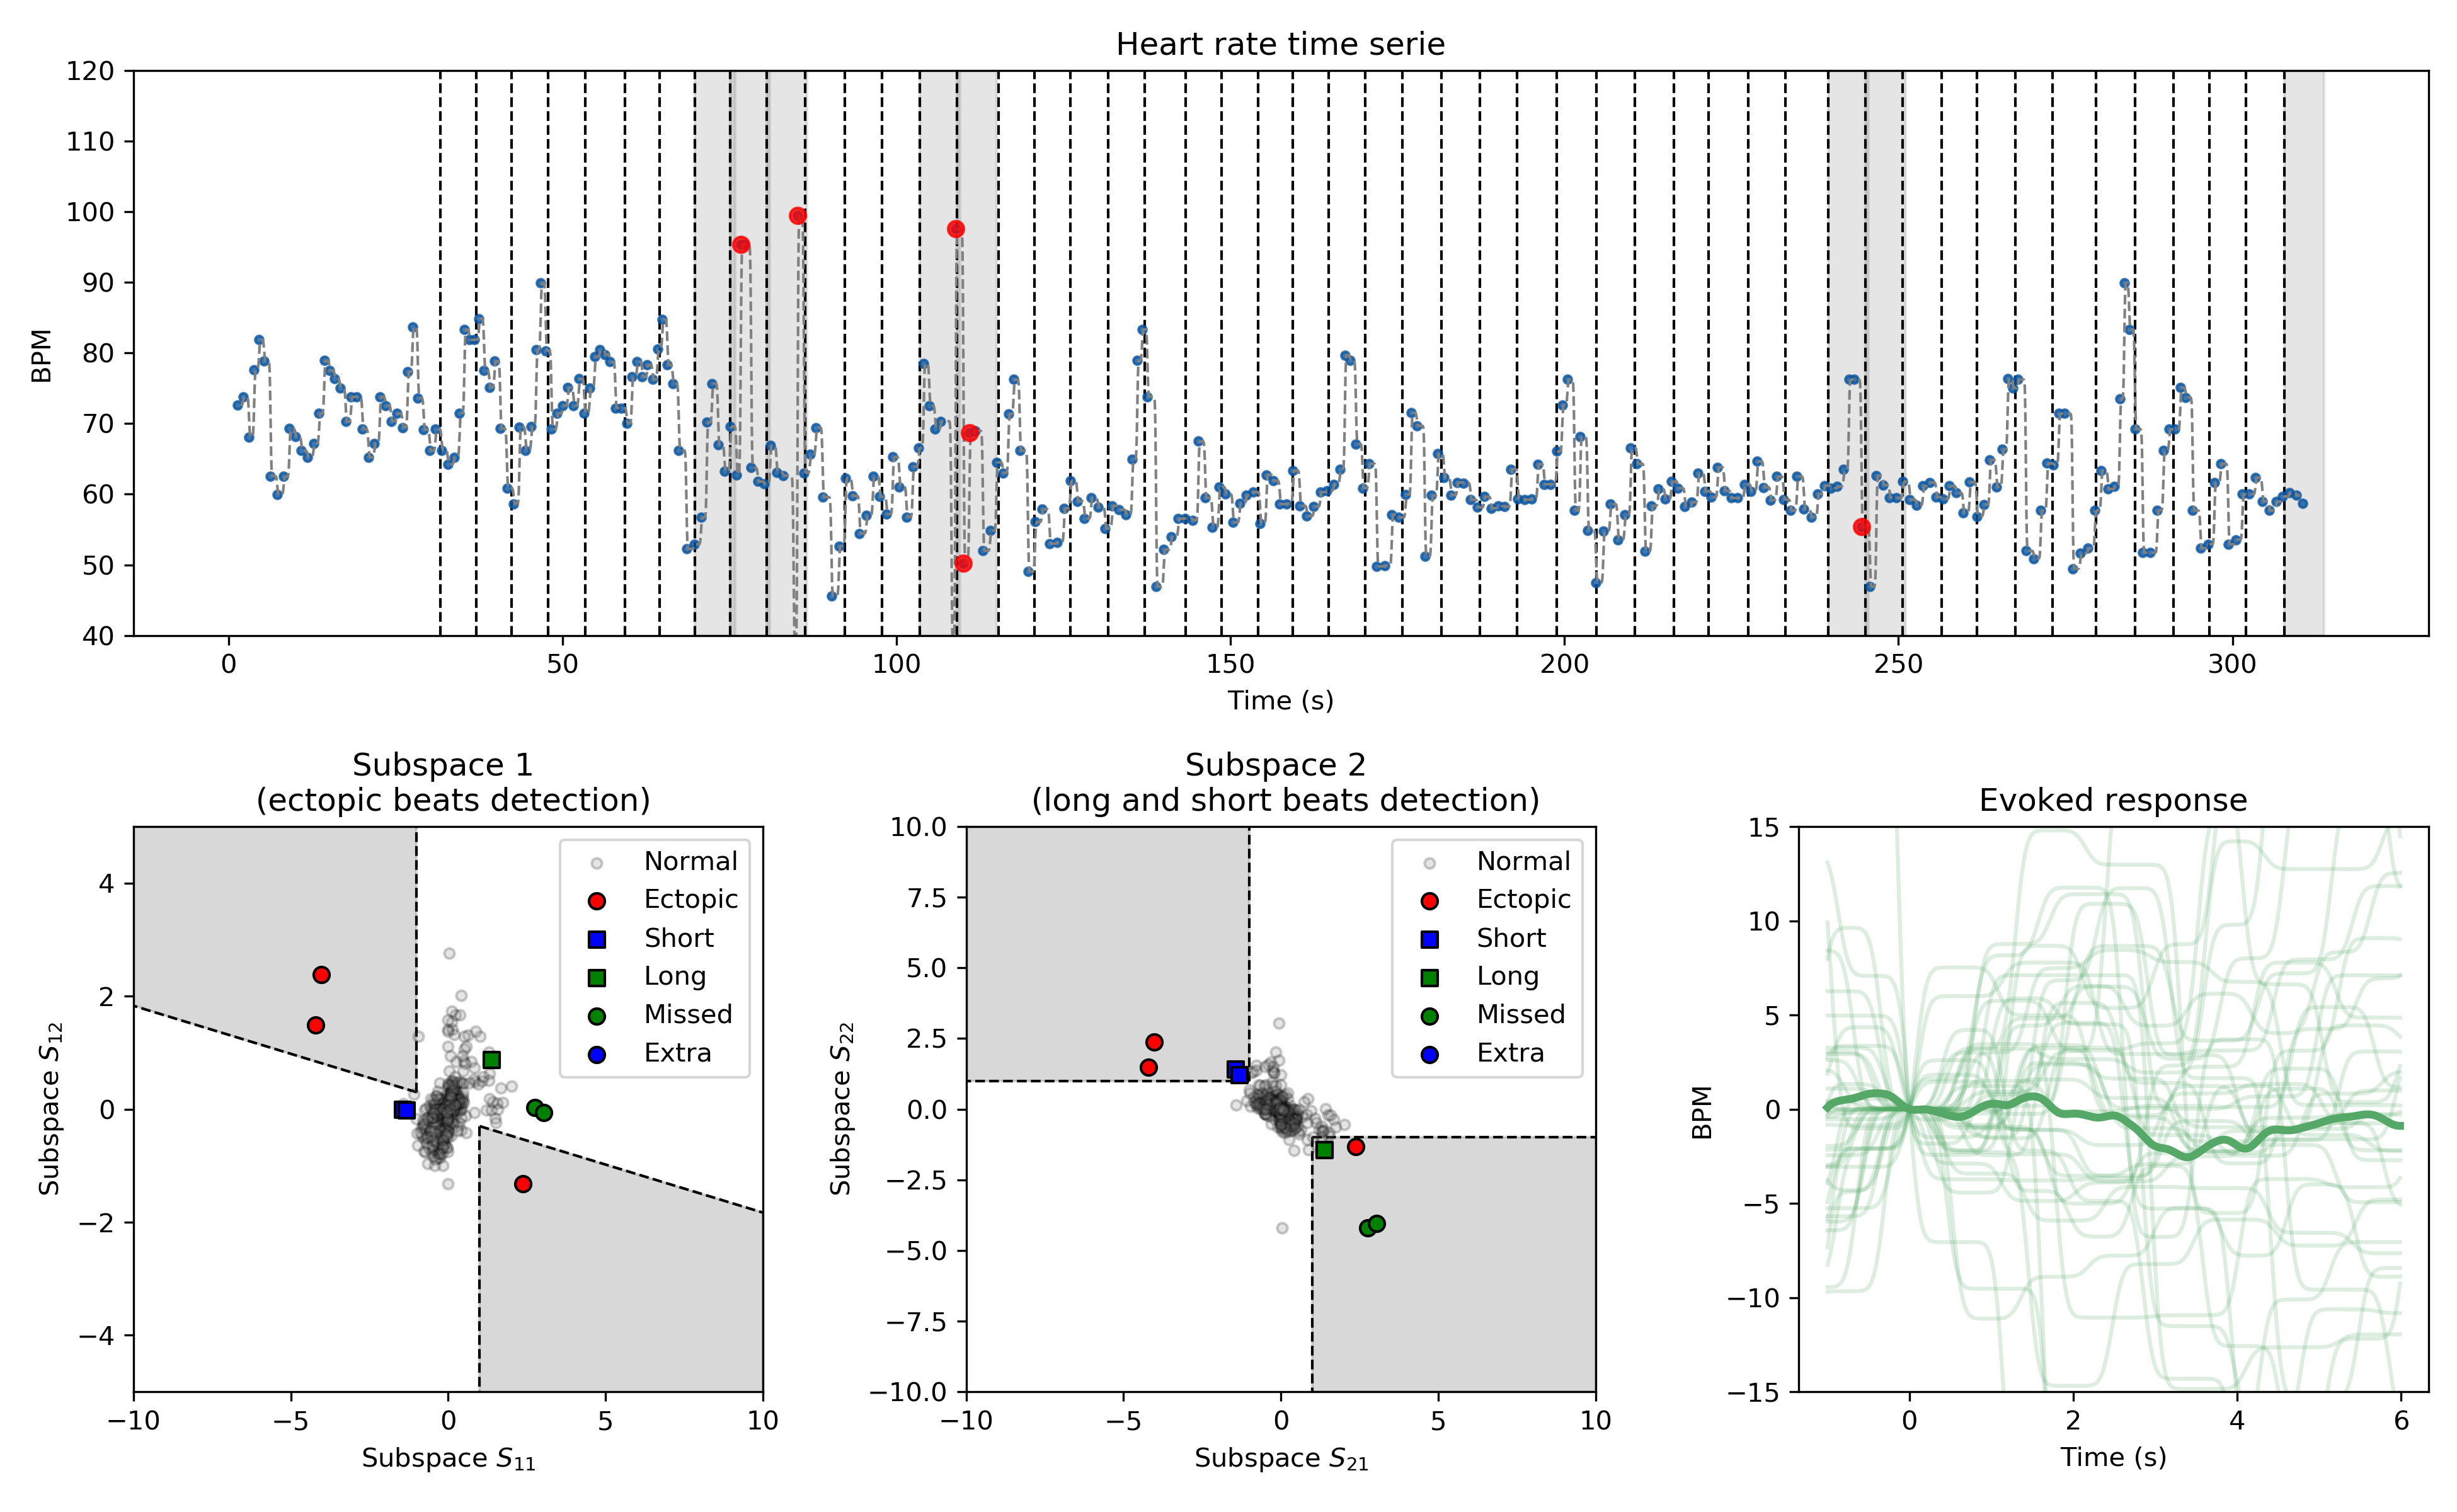 Heart rate time serie
120
110
100
90
80
70
60
50
40
BPM
0 50 100 150 200 250 300
Time (s)
Subspace 1
(ectopic beats detection)
4
2
0
−2
−4
Subspace S12
−10 −5 0 5 10
Subspace S11
Normal
Ectopic
Short
Long
Missed
Extra
Subspace 2
(long and short beats detection)
10.0
7.5
5.0
2.5
0.0
−2.5
−5.0
−7.5
−10.0
Subspace S22
−10 −5 0 5 10
Subspace S21
Normal
Ectopic
Short
Long
Missed
Extra
Evoked response
15
10
5
0
−5
−10
−15
BPM
0 2 4 6
Time (s)